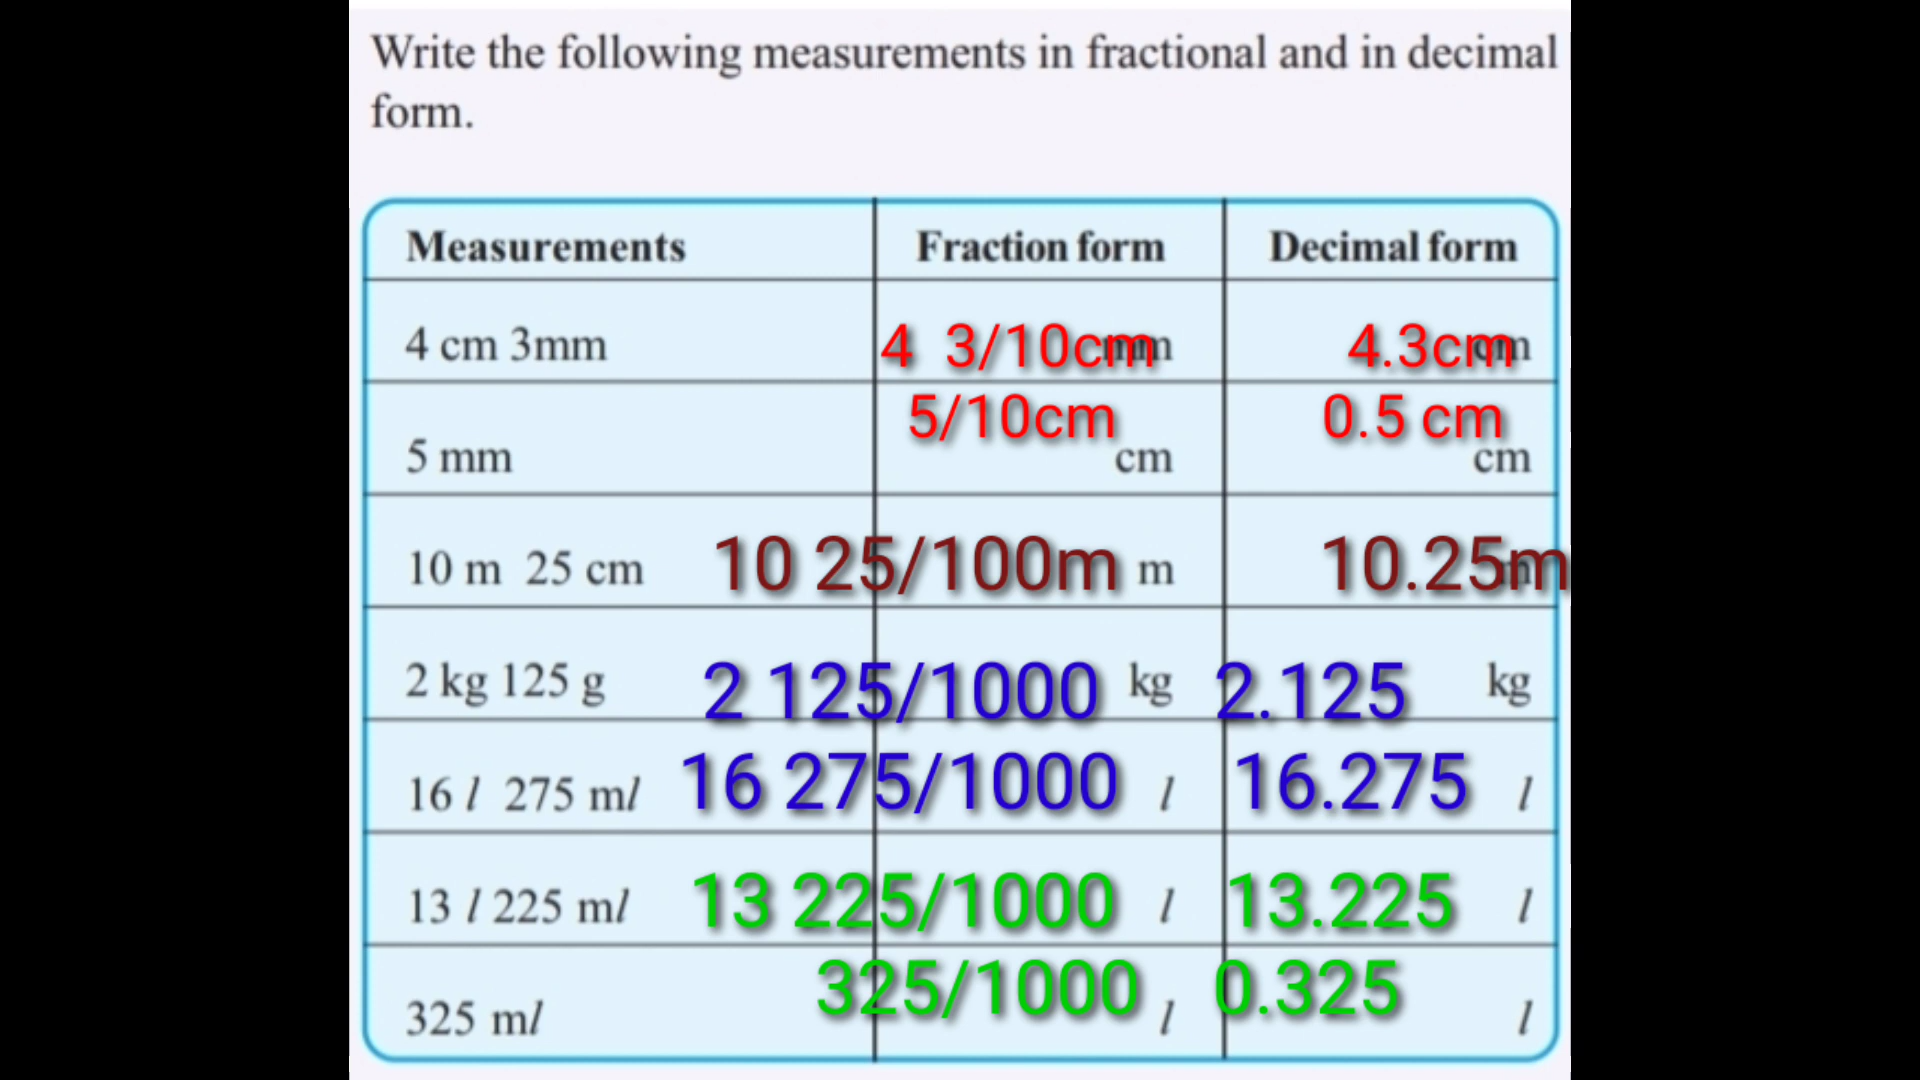 Write the following measurements in fractional and in decimal
form.
Measurements Fraction form Decimal form
4 cm 3mm 4 3/10cm 4.3cm cm
5/10cm 0.5 cm
5 mm cm cm
10 m 25 cm 10 25/100m m 10.25m m
2 kg 125 g 2 125/1000 kg 2.125 kg
16 l 275 ml 16 275/1000 l 16.275 l
13 l 225 ml 13 225/1000 l 13.225 l
325/1000 0.325
325 ml l l